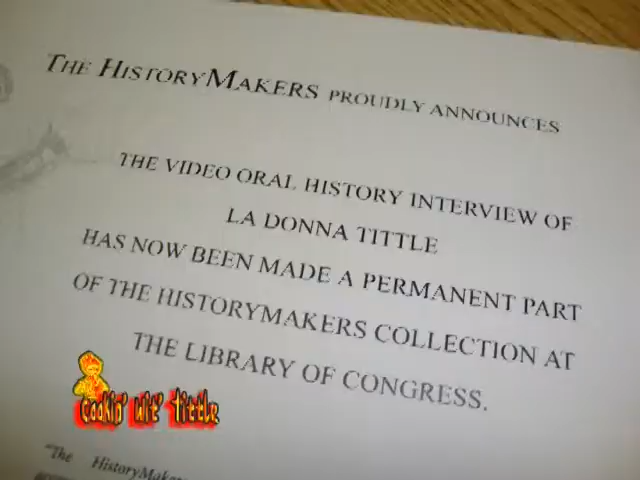 THE HISTORYMAKERS PROUDLY ANNOUNCES
THE VIDEO ORAL HISTORY INTERVIEW OF
LA DONNA TITTLE
HAS NOW BEEN MADE A PERMANENT PART
OF THE HISTORYMAKERS COLLECTION AT
THE LIBRARY OF CONGRESS.
Cookin' wit' tittle
"The HistoryMakers